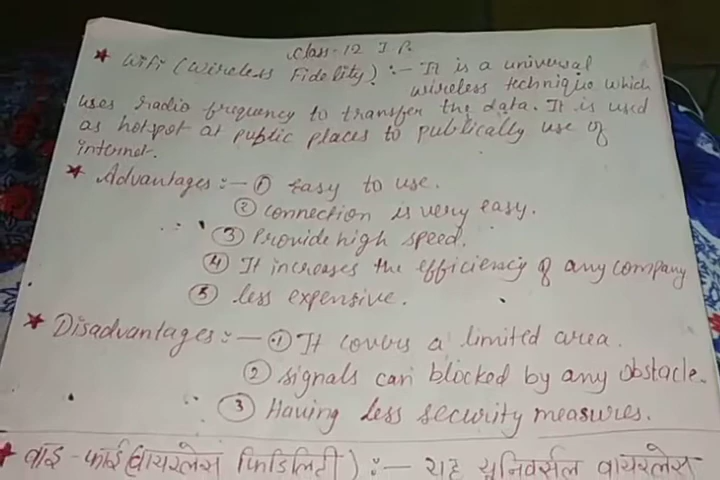 Class-12 I.P.
* Wifi (Wireless Fidelity) :- It is a universal
wireless technique which
uses radio frequency to transfer the data. It is used
as hotspot at public places to publically use of
internet.
* Advantages :- ① Easy to use.
② connection is very easy.
③ Provide high speed.
④ It increases the efficiency of any company
⑤ less expensive.
* Disadvantages :- ① It covers a limited area.
② signals can blocked by any obstacle.
③ Having less security measures.
* वाई-फाई (वायरलेस फिडिलिटी) :- यह यूनिवर्सल वायरलेस